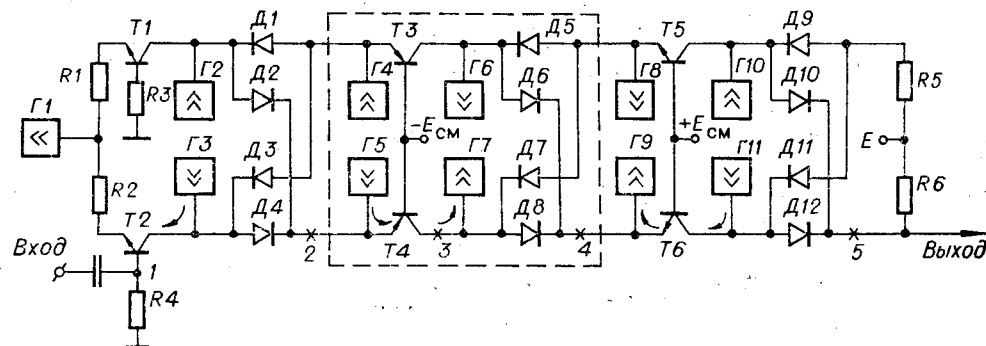 T1 Д1 T3 Д5 T5 Д9
R1 R3 Г2 Д2 Г4 Г6 Д6 Г8 Г10 Д10 R5
Г1 -Eсм +Eсм E
R2 Г3 Д3 Г5 Г7 Д7 Г9 Г11 Д11 R6
T2 Д4 Д8 Д12
Вход 2 T4 3 4 T6 5 Выход
1
R4